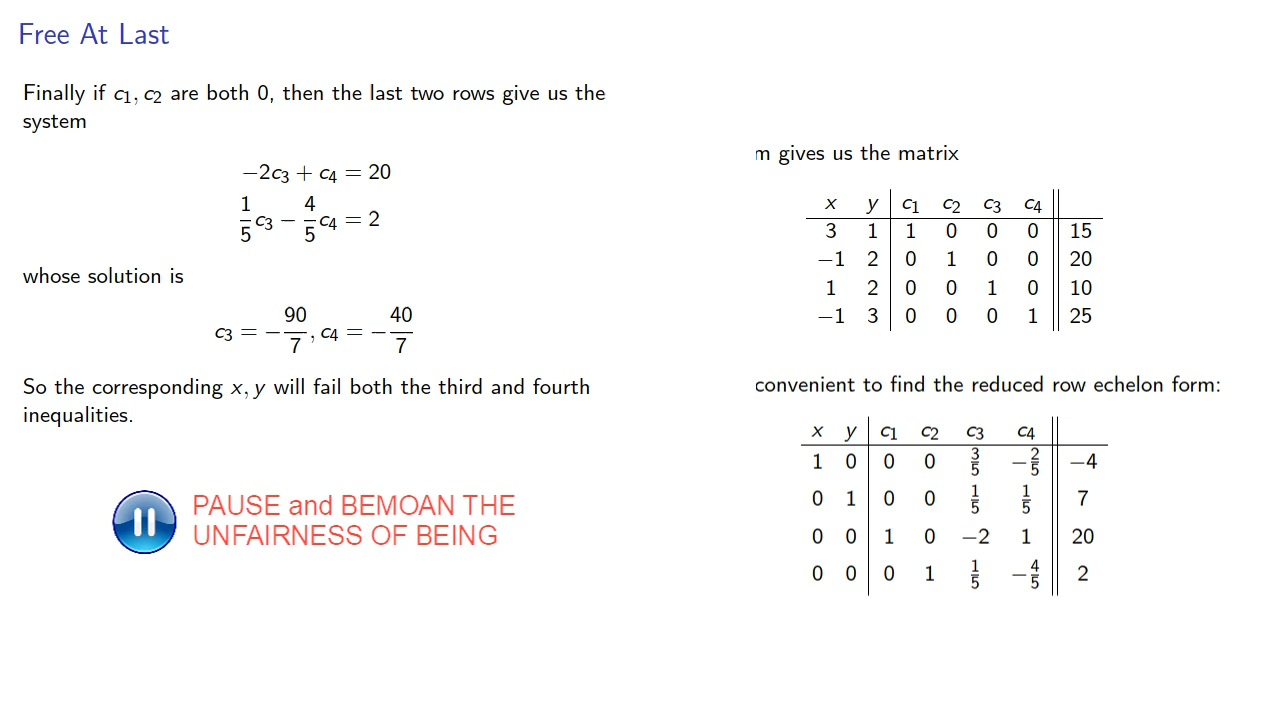 Free At Last
Finally if c₁, c₂ are both 0, then the last two rows give us the
system
−2c₃ + c₄ = 20
1/5 c₃ − 4/5 c₄ = 2
whose solution is
c₃ = −90/7, c₄ = −40/7
So the corresponding x, y will fail both the third and fourth
inequalities.
PAUSE and BEMOAN THE
UNFAIRNESS OF BEING
m gives us the matrix
x y c₁ c₂ c₃ c₄
3 1 1 0 0 0 15
−1 2 0 1 0 0 20
1 2 0 0 1 0 10
−1 3 0 0 0 1 25
convenient to find the reduced row echelon form:
x y c₁ c₂ c₃ c₄
1 0 0 0 3/5 −2/5 −4
0 1 0 0 1/5 1/5 7
0 0 1 0 −2 1 20
0 0 0 1 1/5 −4/5 2